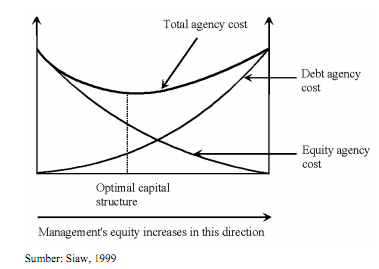 Total agency cost
Debt agency
cost
Equity agency
cost
Optimal capital
structure
Management's equity increases in this direction
Sumber: Siaw, 1999